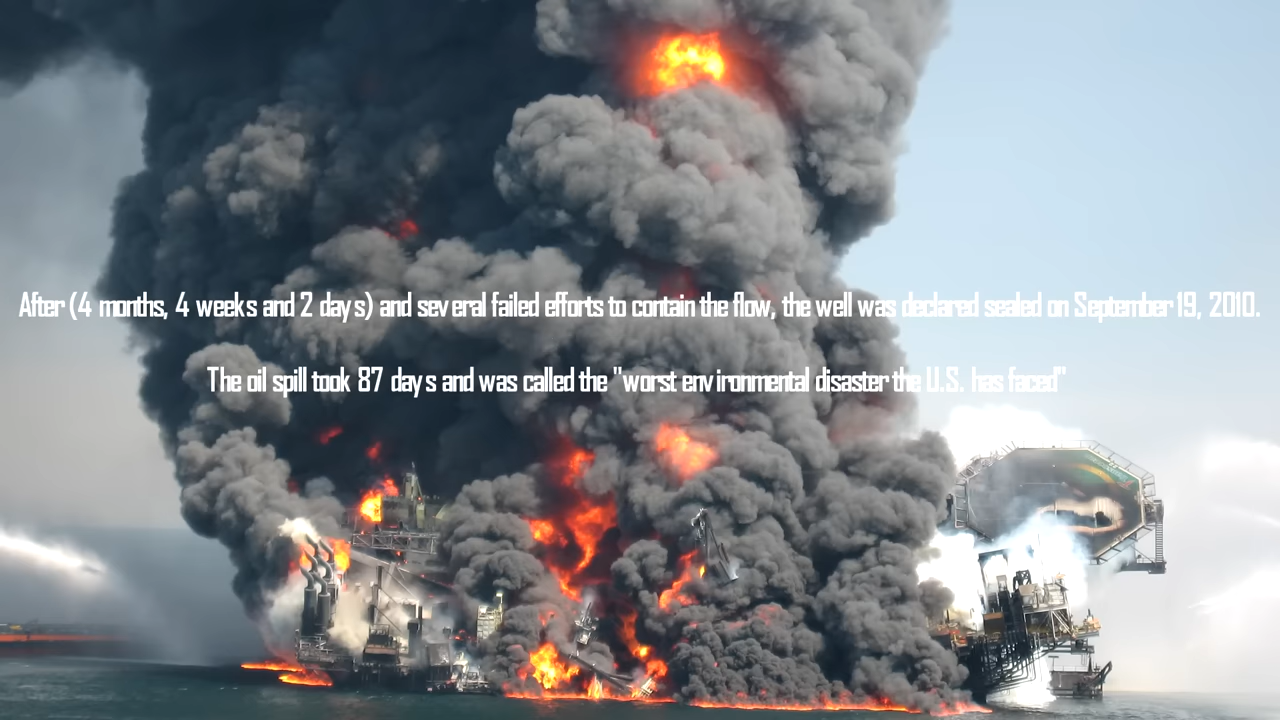 After (4 months, 4 weeks and 2 days) and several failed efforts to contain the flow, the well was declared sealed on September 19, 2010.
The oil spill took 87 days and was called the "worst environmental disaster the U.S. has faced"